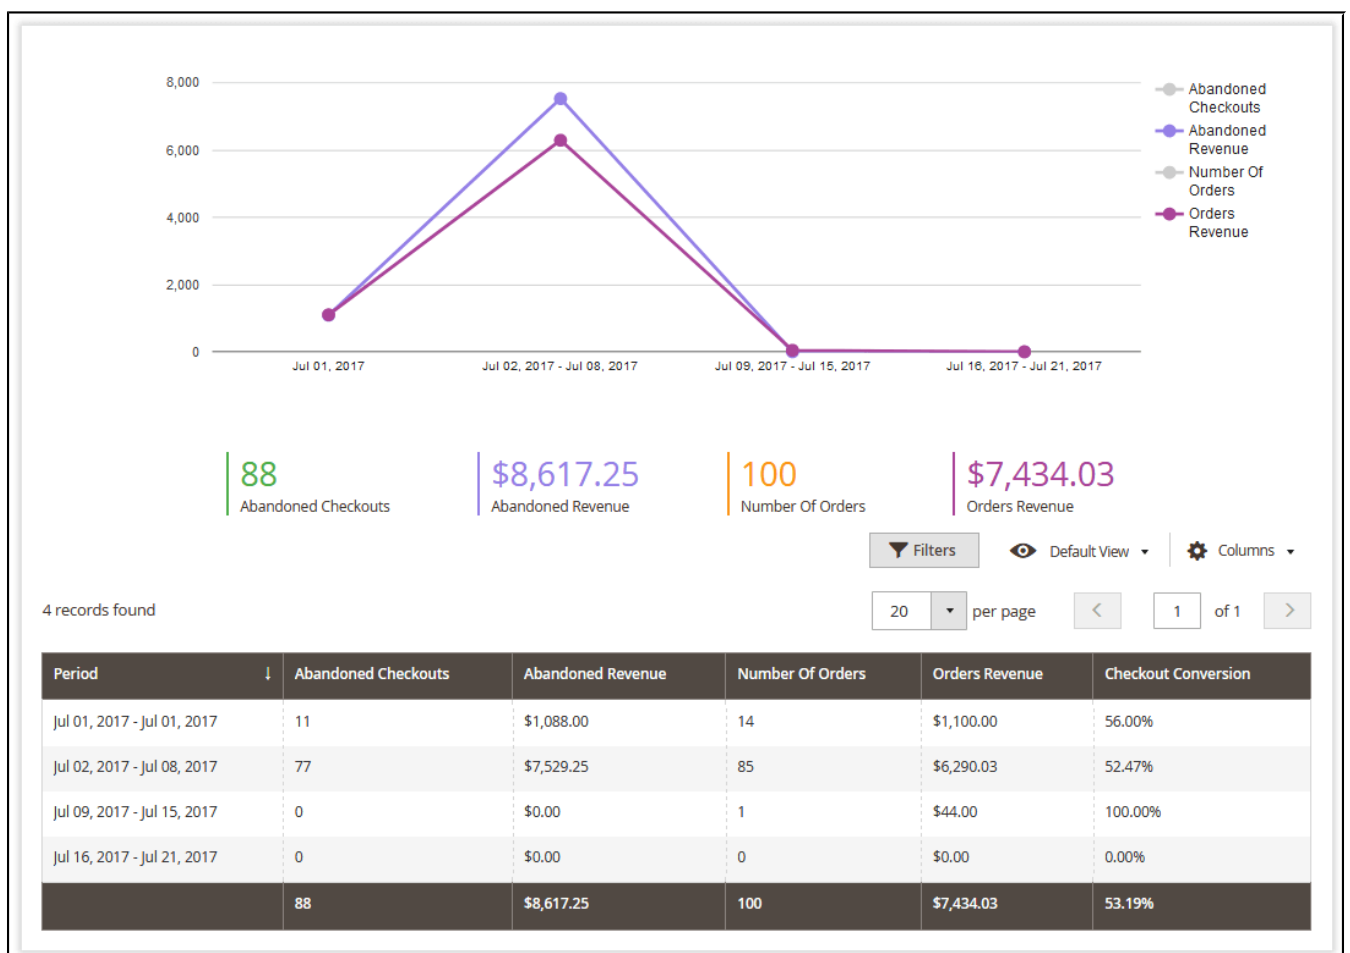 8,000
6,000
4,000
2,000
0
Jul 01, 2017
Jul 02, 2017 - Jul 08, 2017
Jul 09, 2017 - Jul 15, 2017
Jul 16, 2017 - Jul 21, 2017
Abandoned
Checkouts
Abandoned
Revenue
Number Of
Orders
Orders
Revenue
88
Abandoned Checkouts
$8,617.25
Abandoned Revenue
100
Number Of Orders
$7,434.03
Orders Revenue
Filters
Default View
Columns
4 records found
20 per page
1 of 1
Period ↓ Abandoned Checkouts Abandoned Revenue Number Of Orders Orders Revenue Checkout Conversion
Jul 01, 2017 - Jul 01, 2017 11 $1,088.00 14 $1,100.00 56.00%
Jul 02, 2017 - Jul 08, 2017 77 $7,529.25 85 $6,290.03 52.47%
Jul 09, 2017 - Jul 15, 2017 0 $0.00 1 $44.00 100.00%
Jul 16, 2017 - Jul 21, 2017 0 $0.00 0 $0.00 0.00%
88 $8,617.25 100 $7,434.03 53.19%